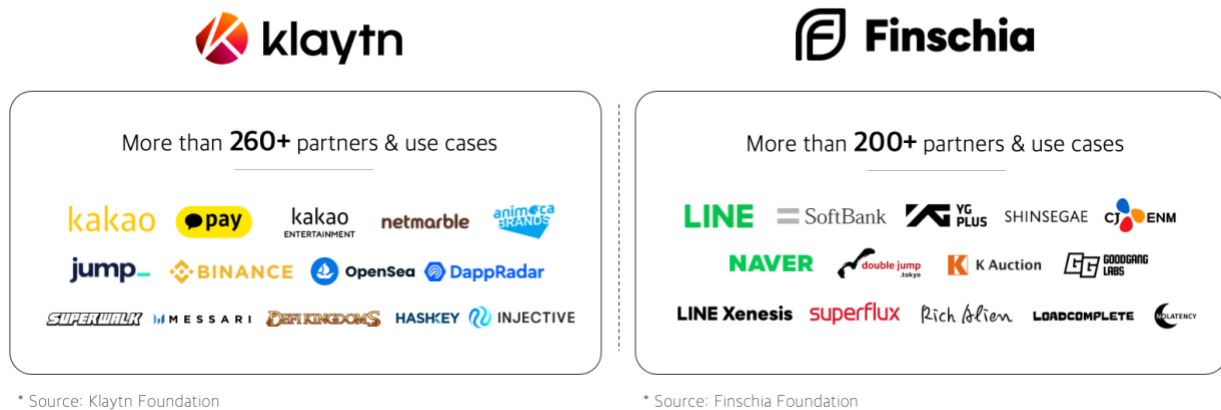 klaytn
More than 260+ partners & use cases
kakao pay kakao ENTERTAINMENT netmarble animoca BRANDS
jump_ BINANCE OpenSea DappRadar
SUPERWALK MESSARI DEFI KINGDOMS HASHKEY INJECTIVE
* Source: Klaytn Foundation
Finschia
More than 200+ partners & use cases
LINE SoftBank YG PLUS SHINSEGAE CJ ENM
NAVER double jump .tokyo K Auction GG GOODGANG LABS
LINE Xenesis superflux Rich Alien LOADCOMPLETE NOLATENCY
* Source: Finschia Foundation